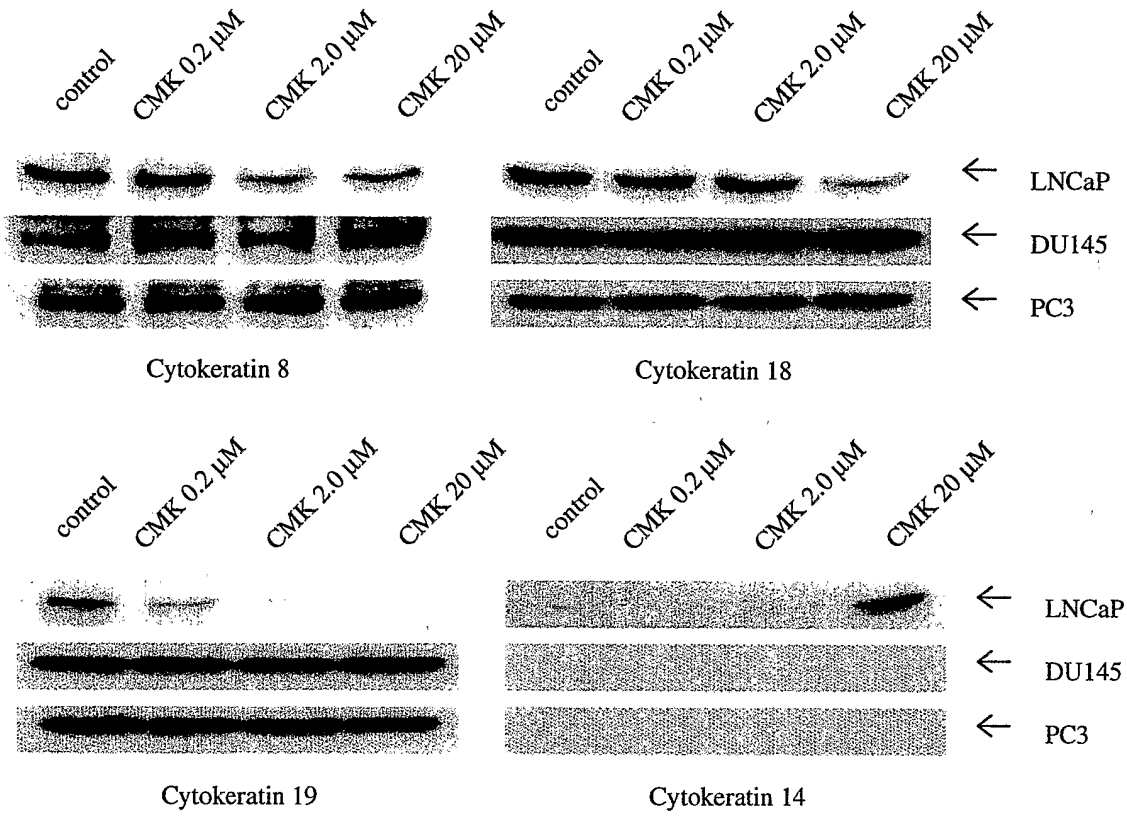 control CMK 0.2 µM CMK 2.0 µM CMK 20 µM control CMK 0.2 µM CMK 2.0 µM CMK 20 µM
LNCaP
DU145
PC3
Cytokeratin 8 Cytokeratin 18
control CMK 0.2 µM CMK 2.0 µM CMK 20 µM control CMK 0.2 µM CMK 2.0 µM CMK 20 µM
LNCaP
DU145
PC3
Cytokeratin 19 Cytokeratin 14